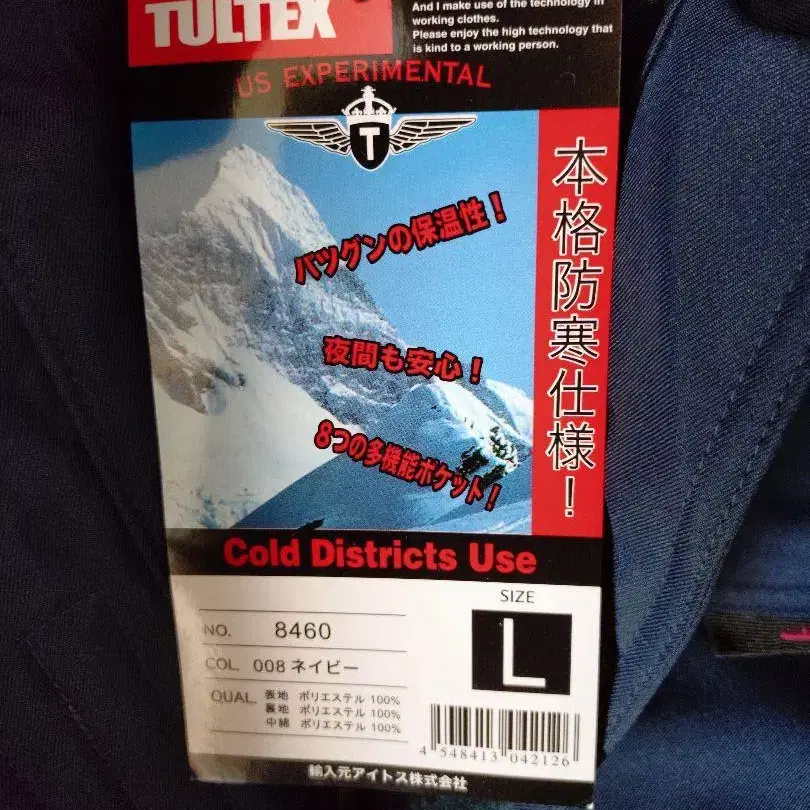 TULTEX
And I make use of the technology in
working clothes.
Please enjoy the high technology that
is kind to a working person.
US EXPERIMENTAL
T
本格防寒仕様！
バツグンの保温性！
夜間も安心！
8つの多機能ポケット！
Cold Districts Use
SIZE
L
NO. 8460
COL. 008 ネイビー
QUAL. 表地 ポリエステル 100%
裏地 ポリエステル 100%
中綿 ポリエステル 100%
4 548413 042126
輸入元アイトス株式会社